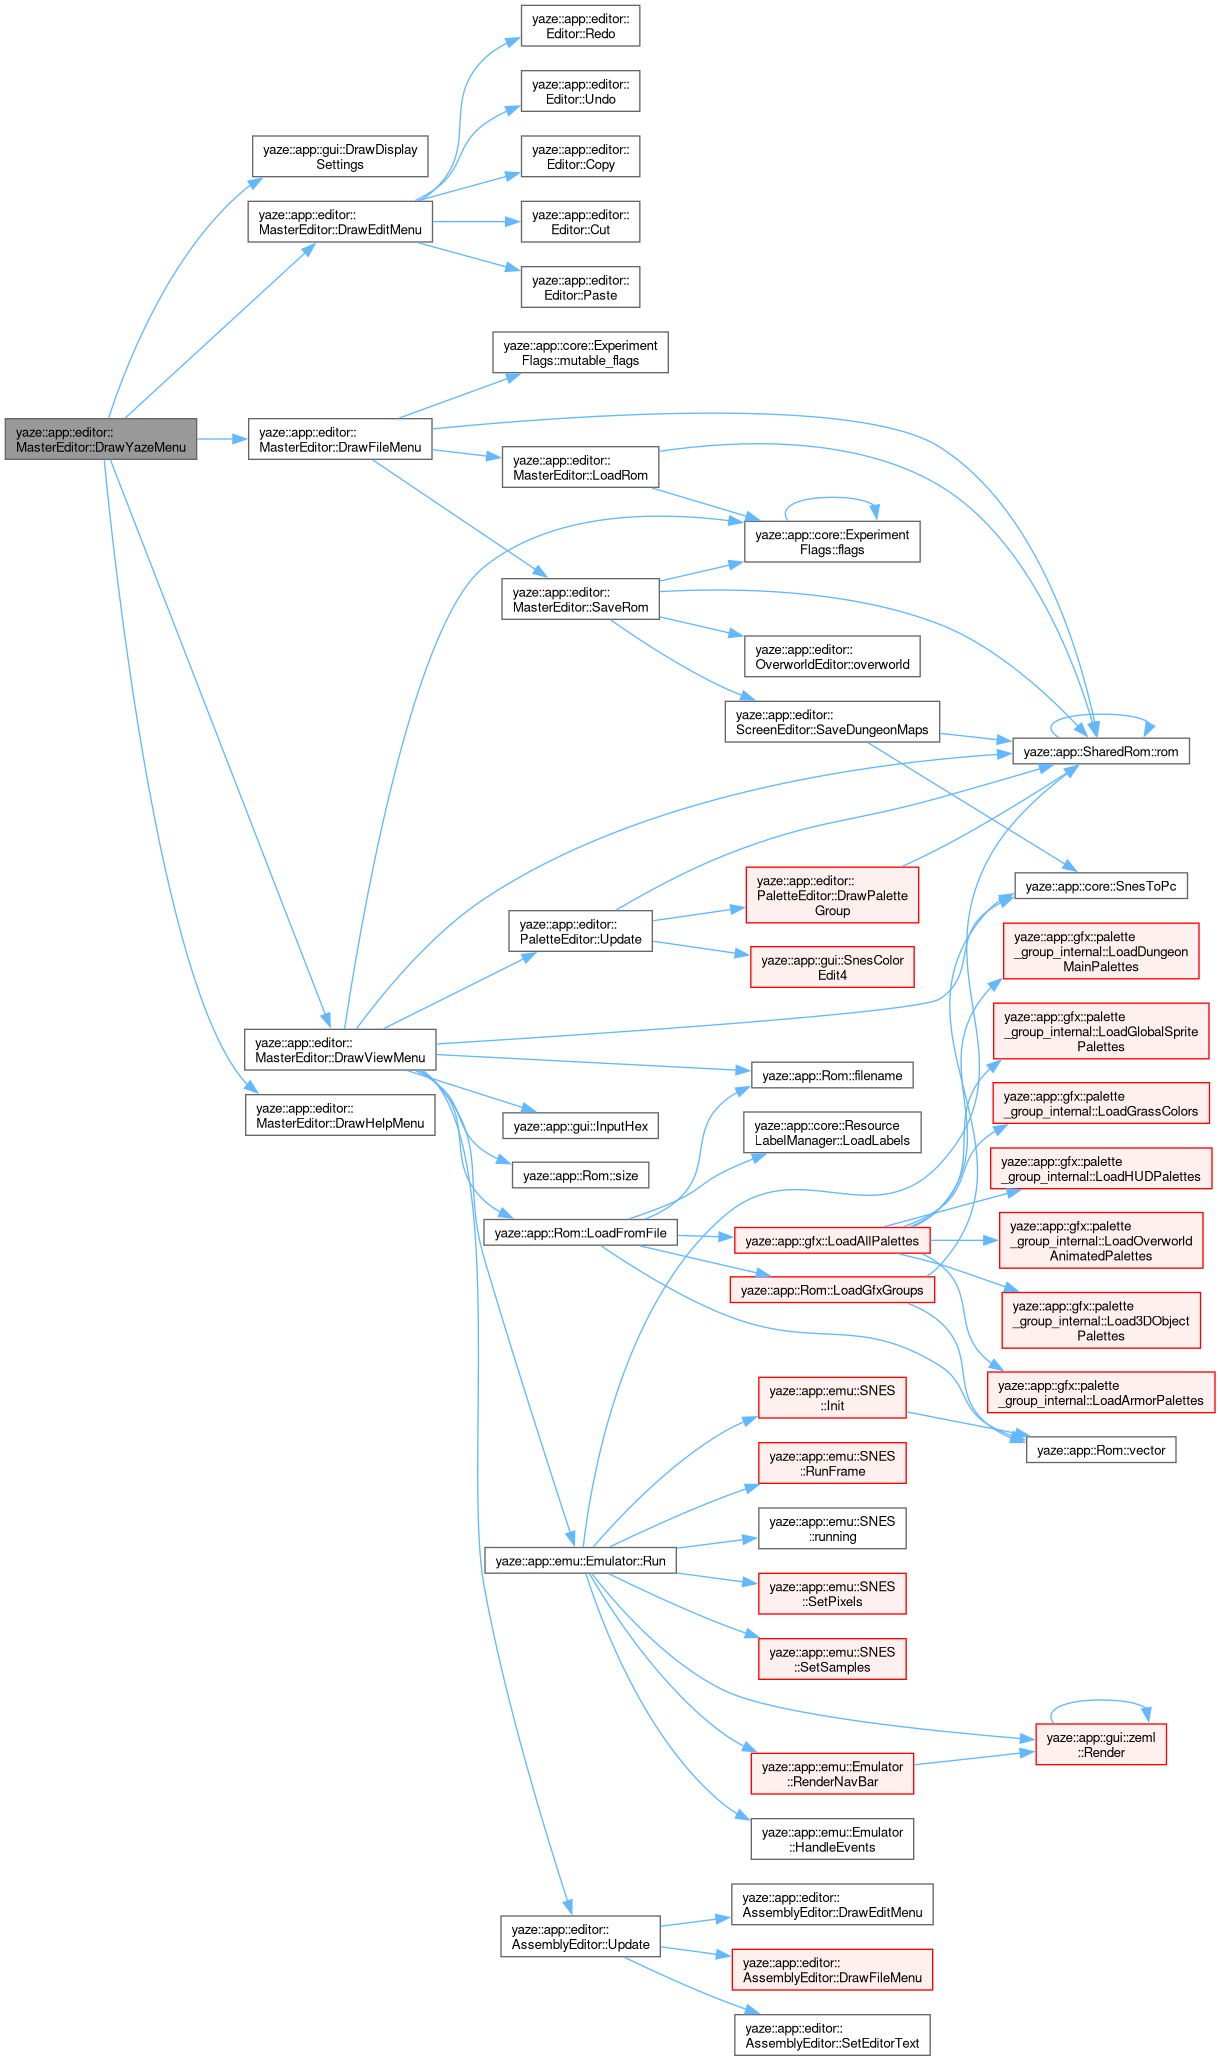 yaze::app::editor::
Editor::Redo
yaze::app::editor::
Editor::Undo
yaze::app::gui::DrawDisplay
Settings
yaze::app::editor::
Editor::Copy
yaze::app::editor::
MasterEditor::DrawEditMenu
yaze::app::editor::
Editor::Cut
yaze::app::editor::
Editor::Paste
yaze::app::core::Experiment
Flags::mutable_flags
yaze::app::editor::
MasterEditor::DrawYazeMenu
yaze::app::editor::
MasterEditor::DrawFileMenu
yaze::app::editor::
MasterEditor::LoadRom
yaze::app::core::Experiment
Flags::flags
yaze::app::editor::
MasterEditor::SaveRom
yaze::app::editor::
OverworldEditor::overworld
yaze::app::editor::
ScreenEditor::SaveDungeonMaps
yaze::app::SharedRom::rom
yaze::app::editor::
PaletteEditor::DrawPalette
Group
yaze::app::core::SnesToPc
yaze::app::editor::
PaletteEditor::Update
yaze::app::gui::SnesColor
Edit4
yaze::app::gfx::palette
_group_internal::LoadDungeon
MainPalettes
yaze::app::gfx::palette
_group_internal::LoadGlobalSprite
Palettes
yaze::app::editor::
MasterEditor::DrawViewMenu
yaze::app::Rom::filename
yaze::app::gfx::palette
_group_internal::LoadGrassColors
yaze::app::editor::
MasterEditor::DrawHelpMenu
yaze::app::gui::InputHex
yaze::app::core::Resource
LabelManager::LoadLabels
yaze::app::Rom::size
yaze::app::gfx::palette
_group_internal::LoadHUDPalettes
yaze::app::Rom::LoadFromFile
yaze::app::gfx::LoadAllPalettes
yaze::app::gfx::palette
_group_internal::LoadOverworld
AnimatedPalettes
yaze::app::Rom::LoadGfxGroups
yaze::app::gfx::palette
_group_internal::Load3DObject
Palettes
yaze::app::emu::SNES
::Init
yaze::app::gfx::palette
_group_internal::LoadArmorPalettes
yaze::app::Rom::vector
yaze::app::emu::SNES
::RunFrame
yaze::app::emu::SNES
::running
yaze::app::emu::Emulator::Run
yaze::app::emu::SNES
::SetPixels
yaze::app::emu::SNES
::SetSamples
yaze::app::gui::zeml
::Render
yaze::app::emu::Emulator
::RenderNavBar
yaze::app::emu::Emulator
::HandleEvents
yaze::app::editor::
AssemblyEditor::DrawEditMenu
yaze::app::editor::
AssemblyEditor::Update
yaze::app::editor::
AssemblyEditor::DrawFileMenu
yaze::app::editor::
AssemblyEditor::SetEditorText